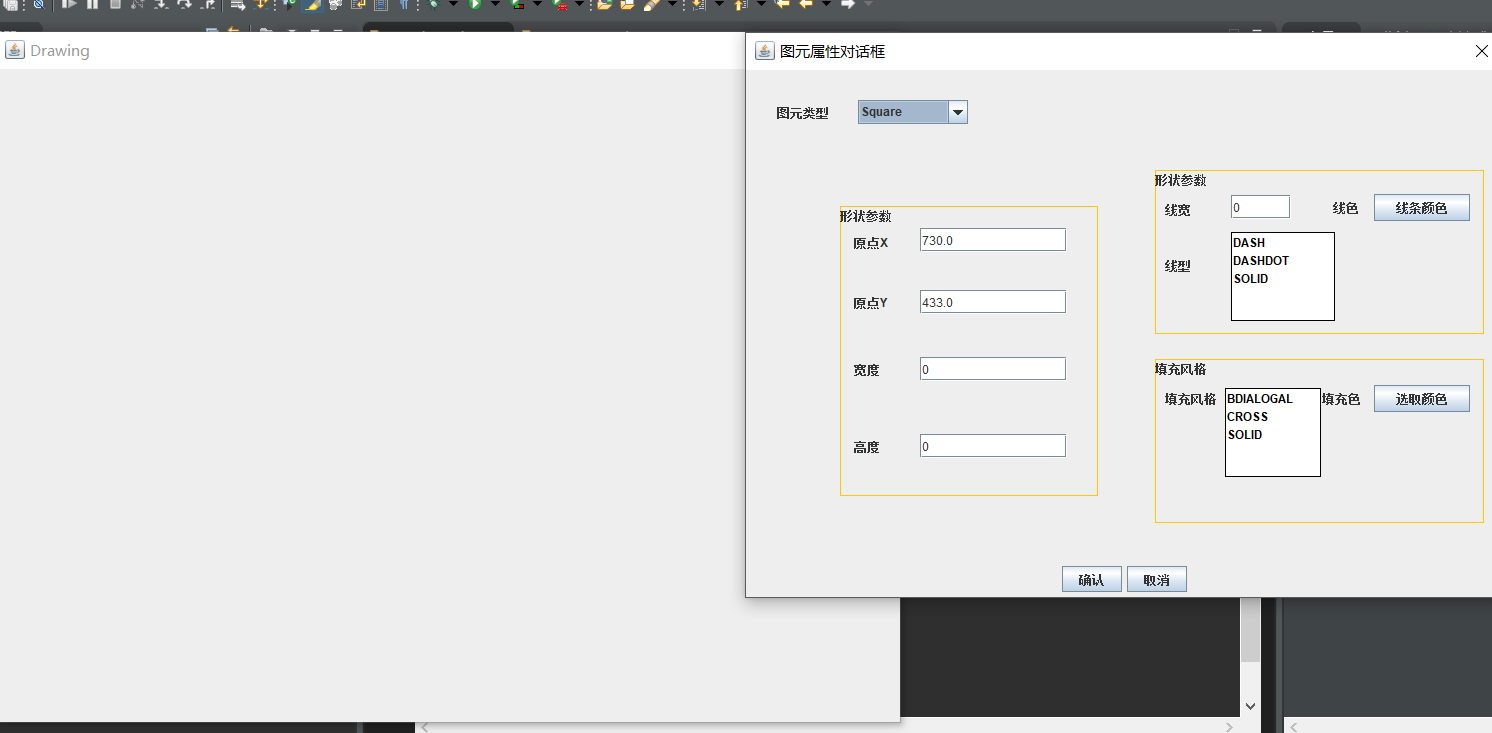 Drawing
图元属性对话框
图元类型
Square
形状参数
原点X
730.0
原点Y
433.0
宽度
0
高度
0
形状参数
线宽
0
线色
线条颜色
线型
DASH
DASHDOT
SOLID
填充风格
填充风格
BDIALOGAL
CROSS
SOLID
填充色
选取颜色
确认
取消